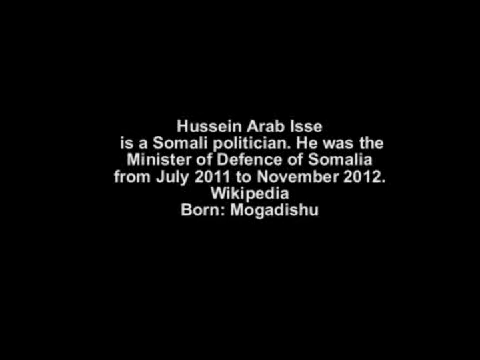 Hussein Arab Isse
is a Somali politician. He was the
Minister of Defence of Somalia
from July 2011 to November 2012.
Wikipedia
Born: Mogadishu